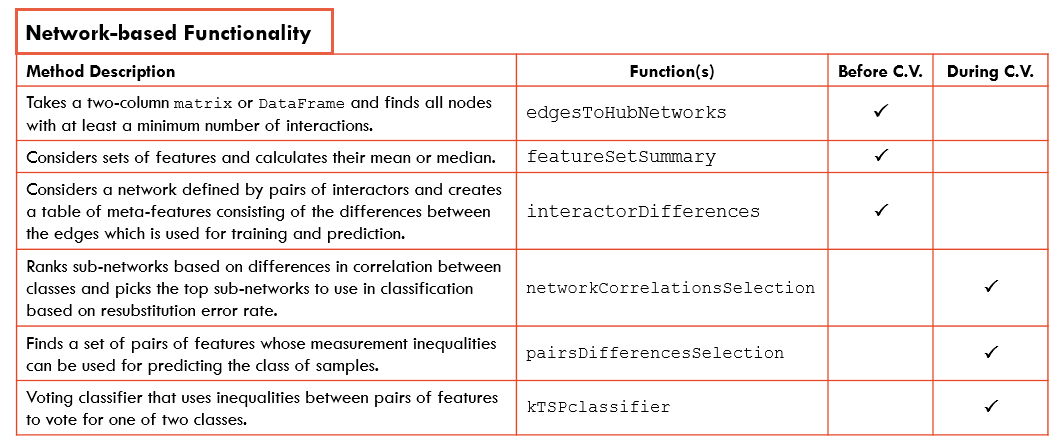 Network-based Functionality
Method Description Function(s) Before C.V. During C.V.
Takes a two-column matrix or DataFrame and finds all nodes
with at least a minimum number of interactions.
edgesToHubNetworks ✓
Considers sets of features and calculates their mean or median. featureSetSummary ✓
Considers a network defined by pairs of interactors and creates
a table of meta-features consisting of the differences between
the edges which is used for training and prediction.
interactorDifferences ✓
Ranks sub-networks based on differences in correlation between
classes and picks the top sub-networks to use in classification
based on resubstitution error rate.
networkCorrelationsSelection ✓
Finds a set of pairs of features whose measurement inequalities
can be used for predicting the class of samples.
pairsDifferencesSelection ✓
Voting classifier that uses inequalities between pairs of features
to vote for one of two classes.
kTSPclassifier ✓